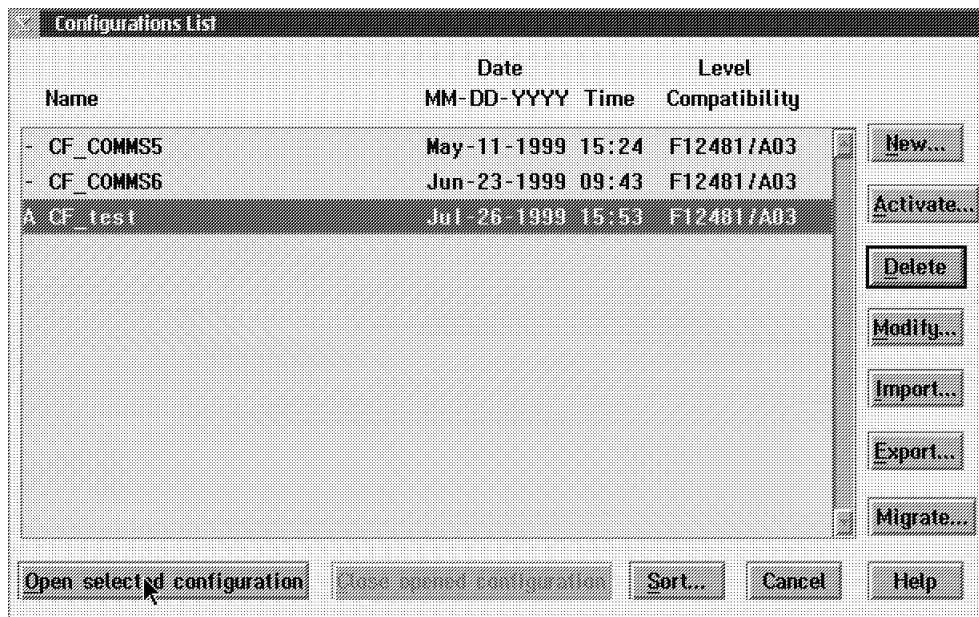 Configurations List
Date Level
Name MM-DD-YYYY Time Compatibility
- CF_COMMS5 May-11-1999 15:24 F12481/A03
- CF_COMMS6 Jun-23-1999 09:43 F12481/A03
A CF_test Jul-26-1999 15:53 F12481/A03
New...
Activate...
Delete
Modify...
Import...
Export...
Migrate...
Open selected configuration Close opened configuration Sort... Cancel Help